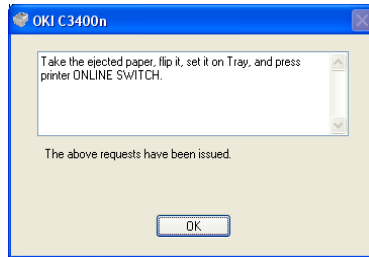 OKI C3400n
Take the ejected paper, flip it, set it on Tray, and press
printer ONLINE SWITCH.
The above requests have been issued.
OK